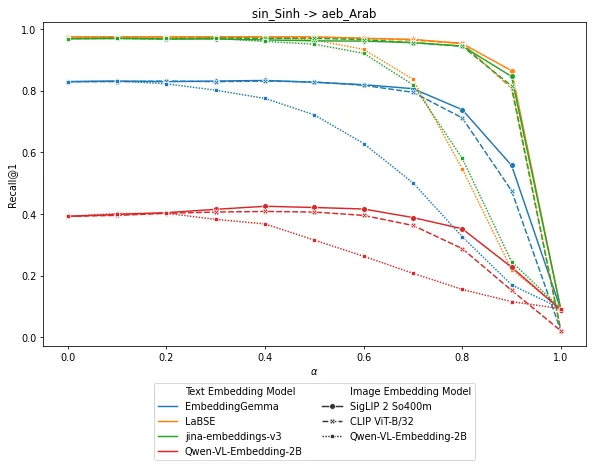 sin_Sinh -> aeb_Arab
Recall@1
1.0
0.8
0.6
0.4
0.2
0.0
0.0 0.2 0.4 0.6 0.8 1.0
α
Text Embedding Model
EmbeddingGemma
LaBSE
jina-embeddings-v3
Qwen-VL-Embedding-2B
Image Embedding Model
SigLIP 2 So400m
CLIP ViT-B/32
Qwen-VL-Embedding-2B